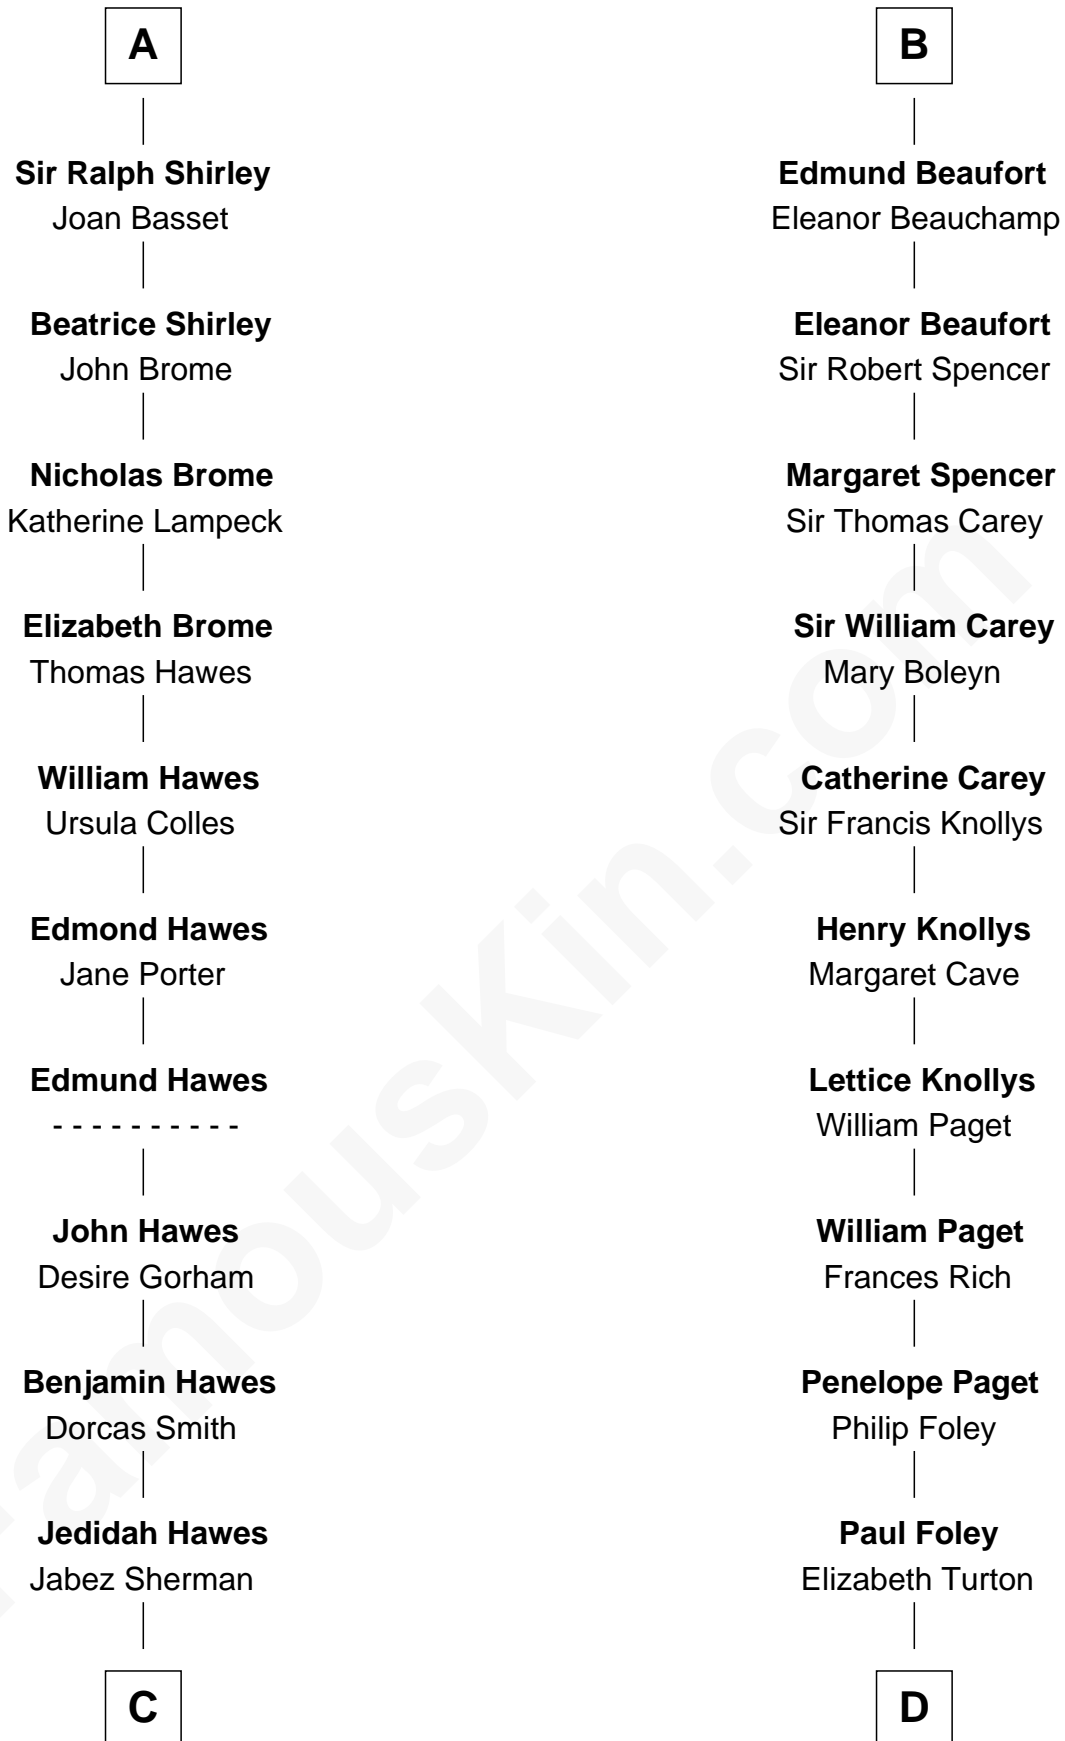 A
Sir Ralph Shirley
Joan Basset
Beatrice Shirley
John Brome
Nicholas Brome
Katherine Lampeck
Elizabeth Brome
Thomas Hawes
William Hawes
Ursula Colles
Edmond Hawes
Jane Porter
Edmund Hawes
- - - - - - - - - -
John Hawes
Desire Gorham
Benjamin Hawes
Dorcas Smith
Jedidah Hawes
Jabez Sherman
C
B
Edmund Beaufort
Eleanor Beauchamp
Eleanor Beaufort
Sir Robert Spencer
Margaret Spencer
Sir Thomas Carey
Sir William Carey
Mary Boleyn
Catherine Carey
Sir Francis Knollys
Henry Knollys
Margaret Cave
Lettice Knollys
William Paget
William Paget
Frances Rich
Penelope Paget
Philip Foley
Paul Foley
Elizabeth Turton
D
FamousKin.com